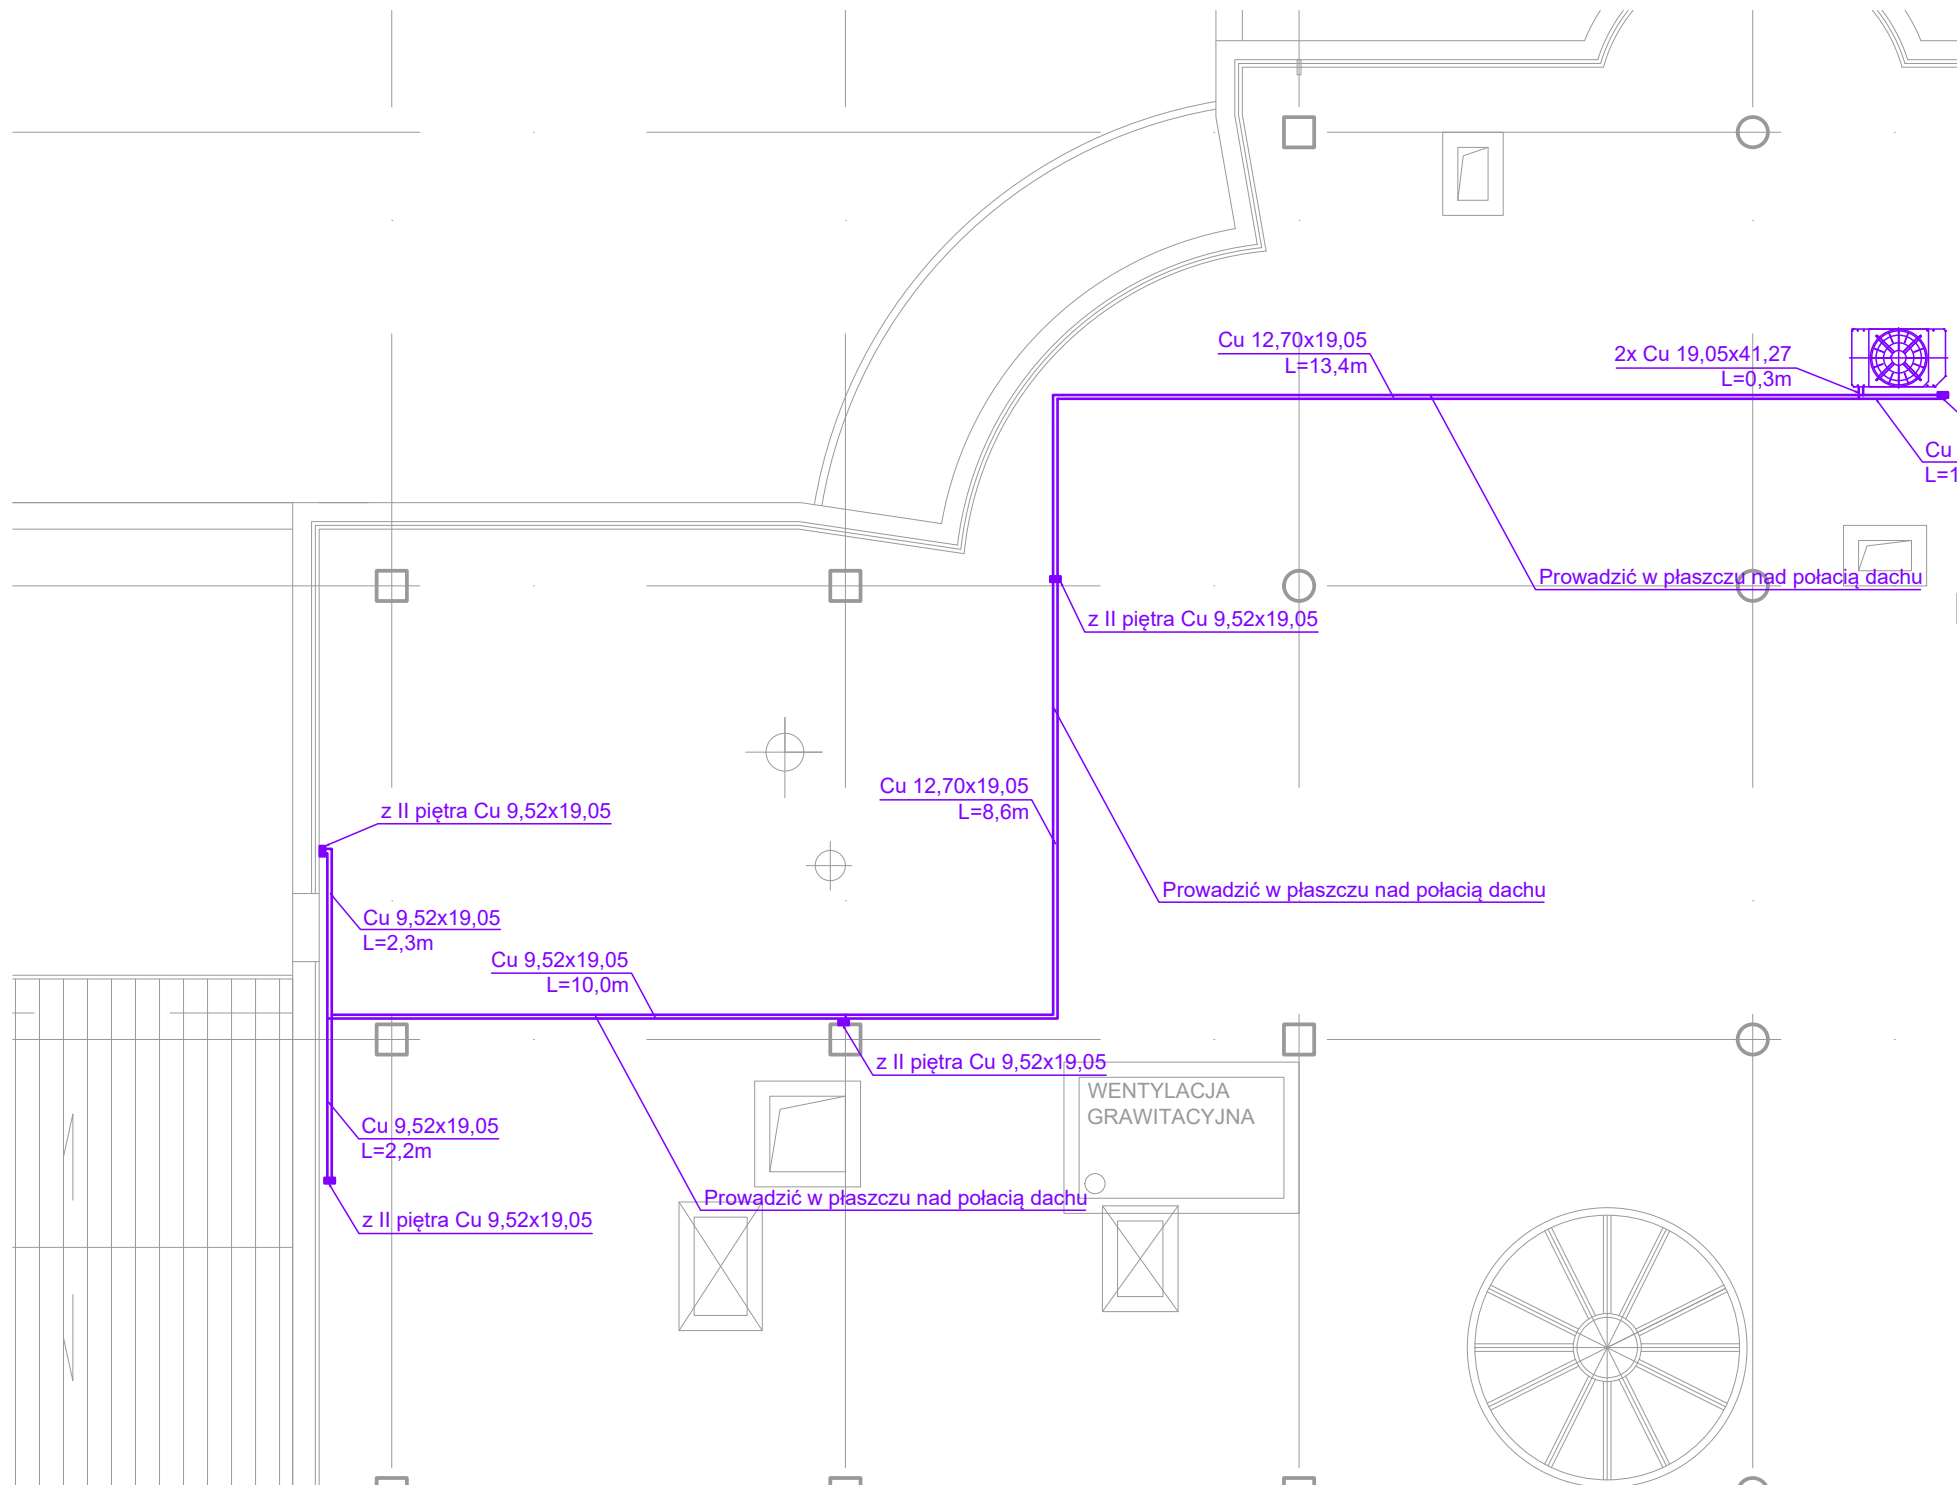 Cu 12,70x19,05
L=13,4m
2x Cu 19,05x41,27
L=0,3m
Cu
L=1
Prowadzić w płaszczu nad połacią dachu
z II piętra Cu 9,52x19,05
Cu 12,70x19,05
L=8,6m
z II piętra Cu 9,52x19,05
Prowadzić w płaszczu nad połacią dachu
Cu 9,52x19,05
L=2,3m
Cu 9,52x19,05
L=10,0m
z II piętra Cu 9,52x19,05
WENTYLACJA
GRAWITACYJNA
Cu 9,52x19,05
L=2,2m
Prowadzić w płaszczu nad połacią dachu
z II piętra Cu 9,52x19,05